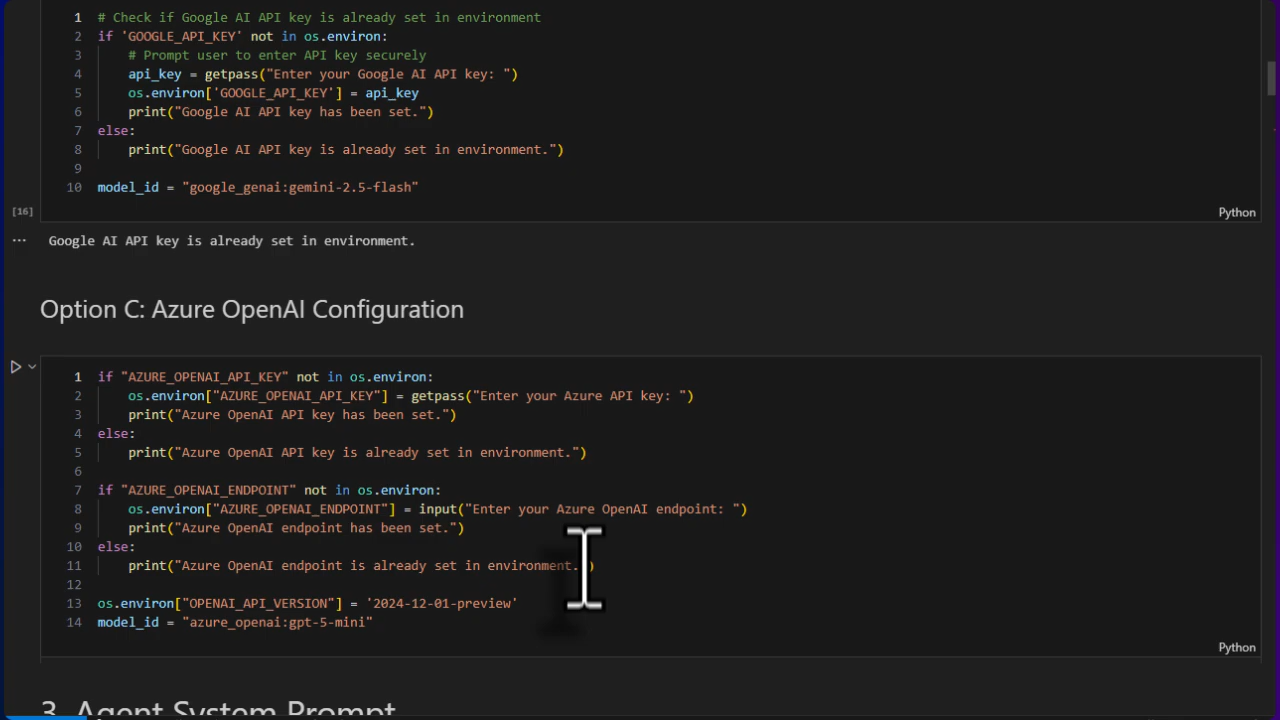 1 # Check if Google AI API key is already set in environment
2 if 'GOOGLE_API_KEY' not in os.environ:
3 # Prompt user to enter API key securely
4 api_key = getpass("Enter your Google AI API key: ")
5 os.environ['GOOGLE_API_KEY'] = api_key
6 print("Google AI API key has been set.")
7 else:
8 print("Google AI API key is already set in environment.")
9
10 model_id = "google_genai:gemini-2.5-flash"
[16]
Python
... Google AI API key is already set in environment.
Option C: Azure OpenAI Configuration
1 if "AZURE_OPENAI_API_KEY" not in os.environ:
2 os.environ["AZURE_OPENAI_API_KEY"] = getpass("Enter your Azure API key: ")
3 print("Azure OpenAI API key has been set.")
4 else:
5 print("Azure OpenAI API key is already set in environment.")
6
7 if "AZURE_OPENAI_ENDPOINT" not in os.environ:
8 os.environ["AZURE_OPENAI_ENDPOINT"] = input("Enter your Azure OpenAI endpoint: ")
9 print("Azure OpenAI endpoint has been set.")
10 else:
11 print("Azure OpenAI endpoint is already set in environment. )
12
13 os.environ["OPENAI_API_VERSION"] = '2024-12-01-preview'
14 model_id = "azure_openai:gpt-5-mini"
Python
3. Agent System Prompt